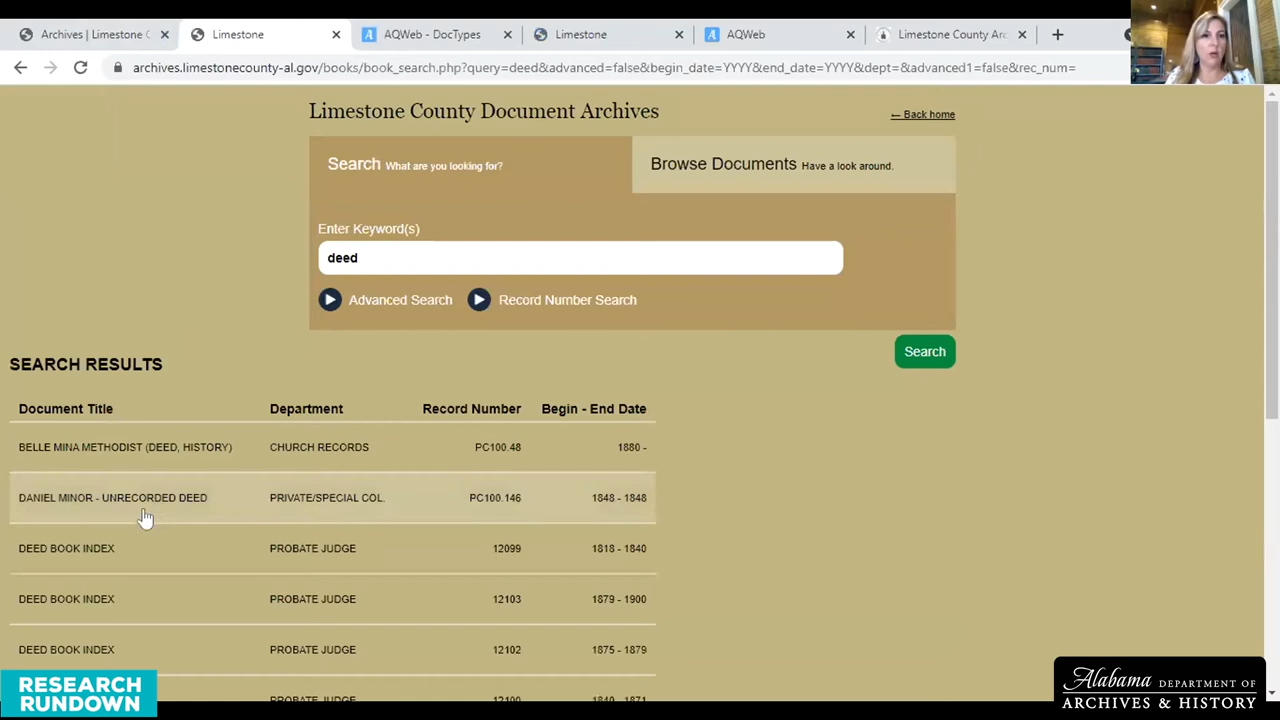 Archives | Limestone C
Limestone
AQWeb - DocTypes
Limestone
AQWeb
Limestone County Arc
archives.limestonecounty-al.gov/books/book_search
?query=deed&advanced=false&begin_date=YYYY&end_date=YYYY&dept=&advanced1=false&rec_num=
Limestone County Document Archives
← Back home
Search What are you looking for?
Browse Documents Have a look around.
Enter Keyword(s)
deed
Advanced Search
Record Number Search
Search
SEARCH RESULTS
Document Title Department Record Number Begin - End Date
BELLE MINA METHODIST (DEED, HISTORY) CHURCH RECORDS PC100.48 1880 -
DANIEL MINOR - UNRECORDED DEED PRIVATE/SPECIAL COL. PC100.146 1848 - 1848
DEED BOOK INDEX PROBATE JUDGE 12099 1818 - 1840
DEED BOOK INDEX PROBATE JUDGE 12103 1879 - 1900
DEED BOOK INDEX PROBATE JUDGE 12102 1875 - 1879
PROBATE JUDGE 12100 1840 - 1871
RESEARCH
RUNDOWN
Alabama DEPARTMENT OF
ARCHIVES & HISTORY